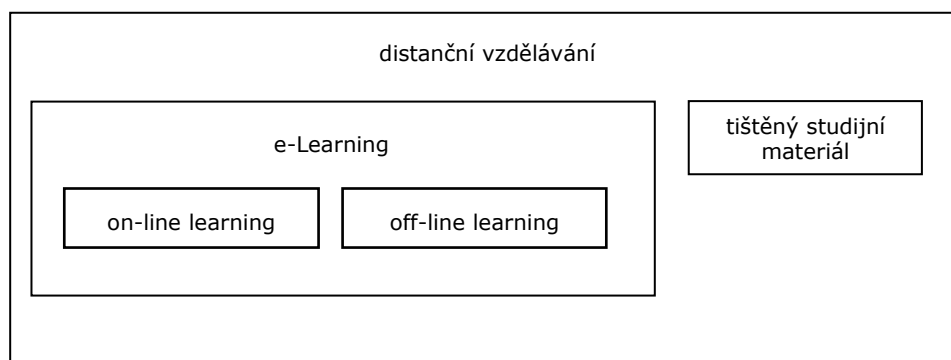 distanční vzdělávání
e-Learning
tištěný studijní
materiál
on-line learning
off-line learning